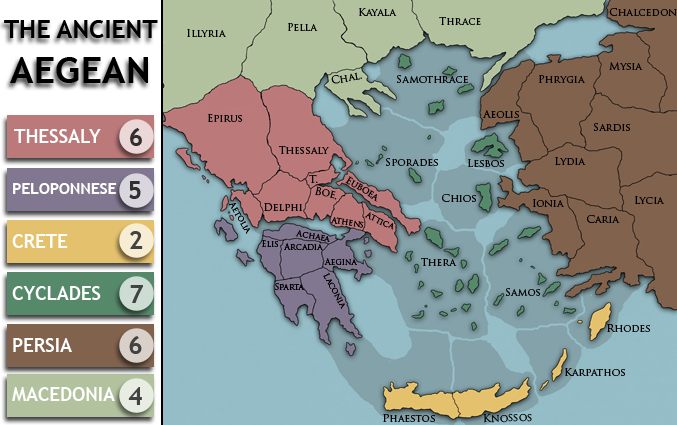 THE ANCIENT
AEGEAN
THESSALY 6
PELOPONNESE 5
CRETE 2
CYCLADES 7
PERSIA 6
MACEDONIA 4
ILLYRIA
PELLA
KAYALA
THRACE
CHALCEDON
CHAL.
SAMOTHRACE
PHRYGIA
MYSIA
EPIRUS
AEOLIS
SARDIS
THESSALY
SPORADES
LESBOS
LYDIA
T.
EUBOEA
BOE.
CHIOS
IONIA
LYCIA
AETOLIA
DELPHI
ATHENS
ATTICA
CARIA
ACHAEA
ELIS
ARCADIA
AEGINA
THERA
SPARTA
LACONIA
SAMOS
RHODES
KARPATHOS
PHAESTOS
KNOSSOS